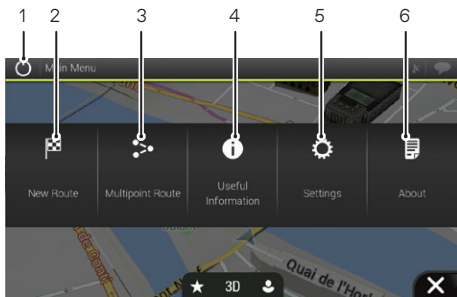 1 2 3 4 5 6
Main Menu
New Route
Multipoint Route
Useful
Information
Settings
About
3D
Quai de l'Hor